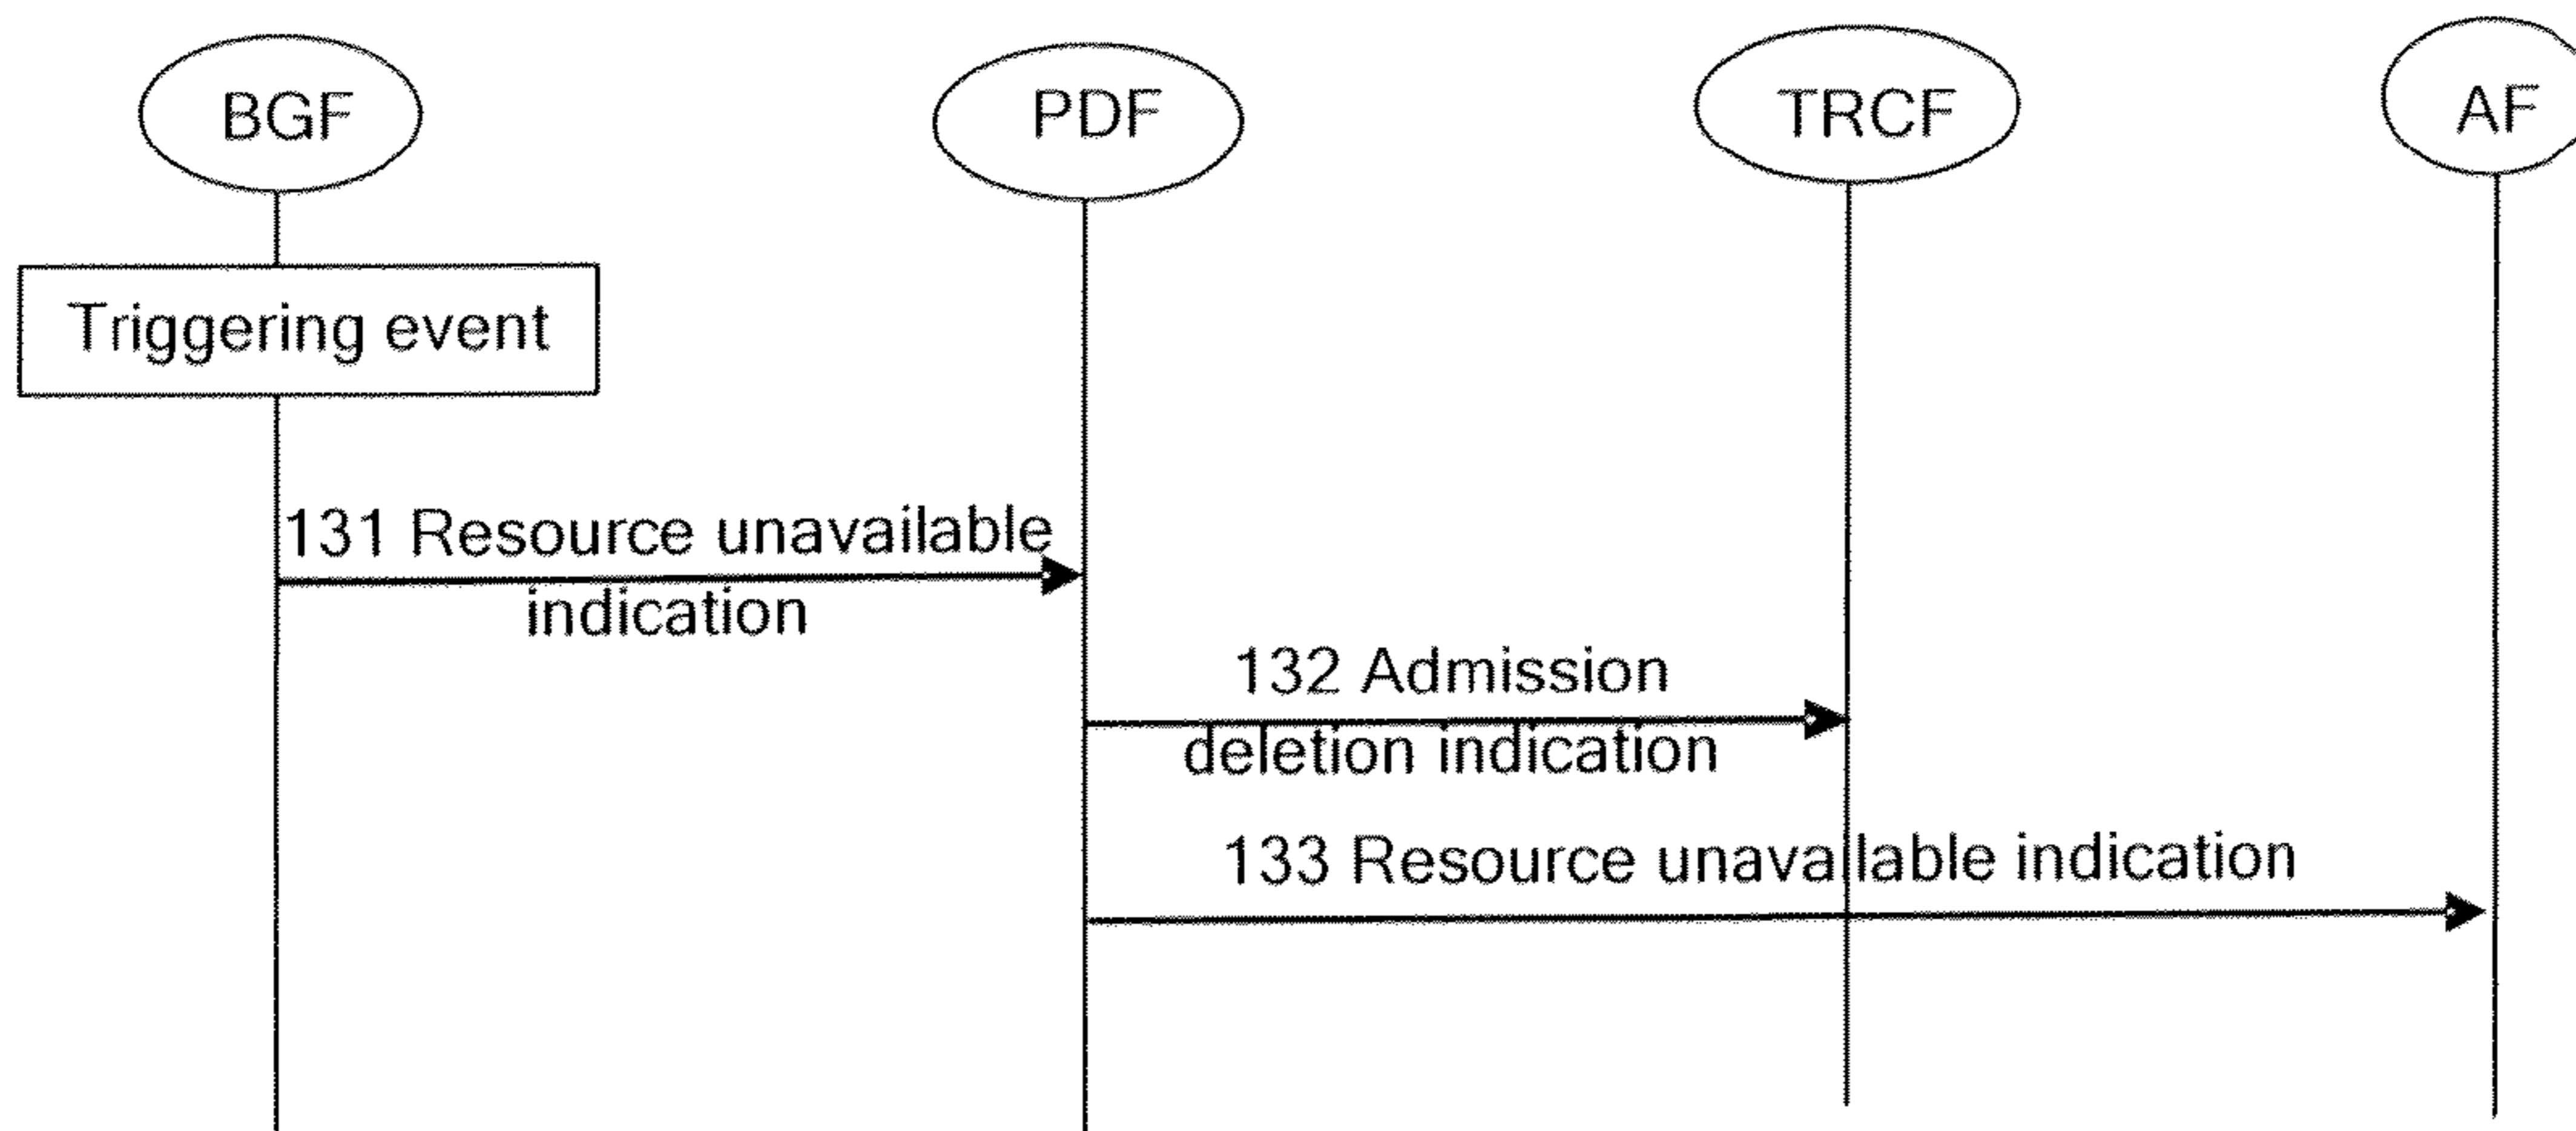 BGF
PDF
TRCF
AF
Triggering event
131 Resource unavailable
indication
132 Admission
deletion indication
133 Resource unavailable indication